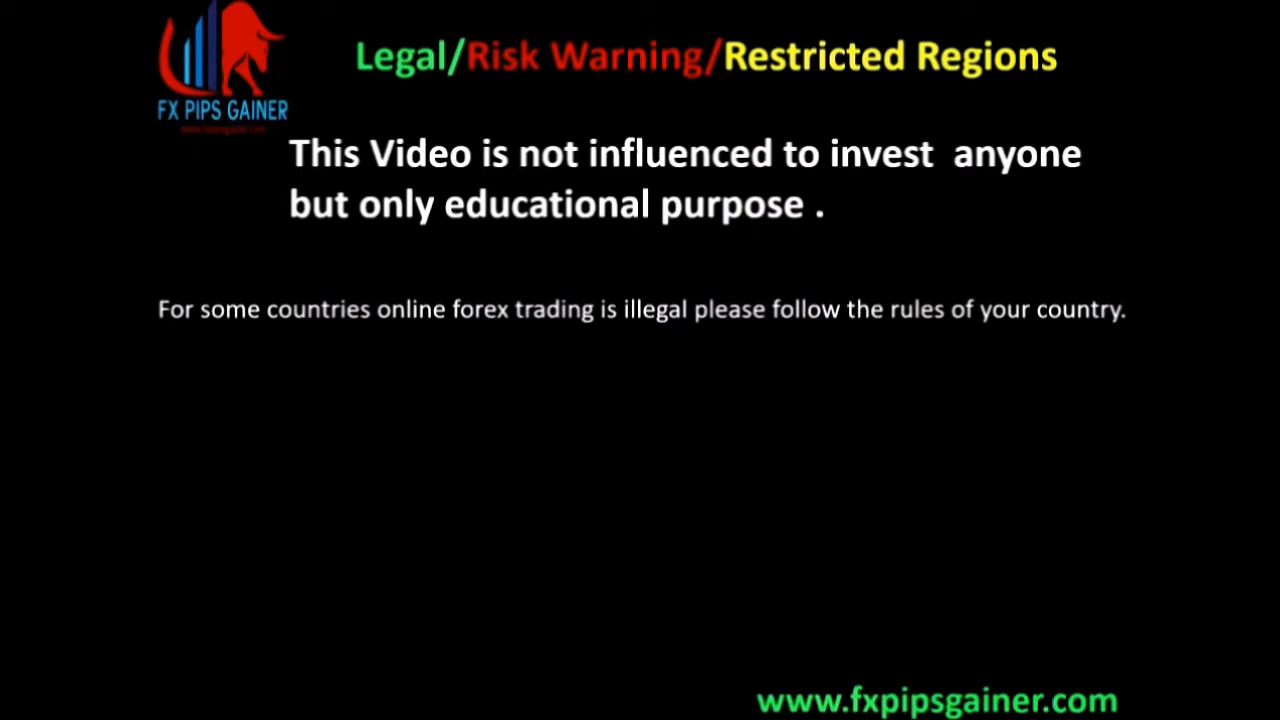 Legal/Risk Warning/Restricted Regions
FX PIPS GAINER
This Video is not influenced to invest anyone
but only educational purpose .
For some countries online forex trading is illegal please follow the rules of your country.
www.fxpipsgainer.com